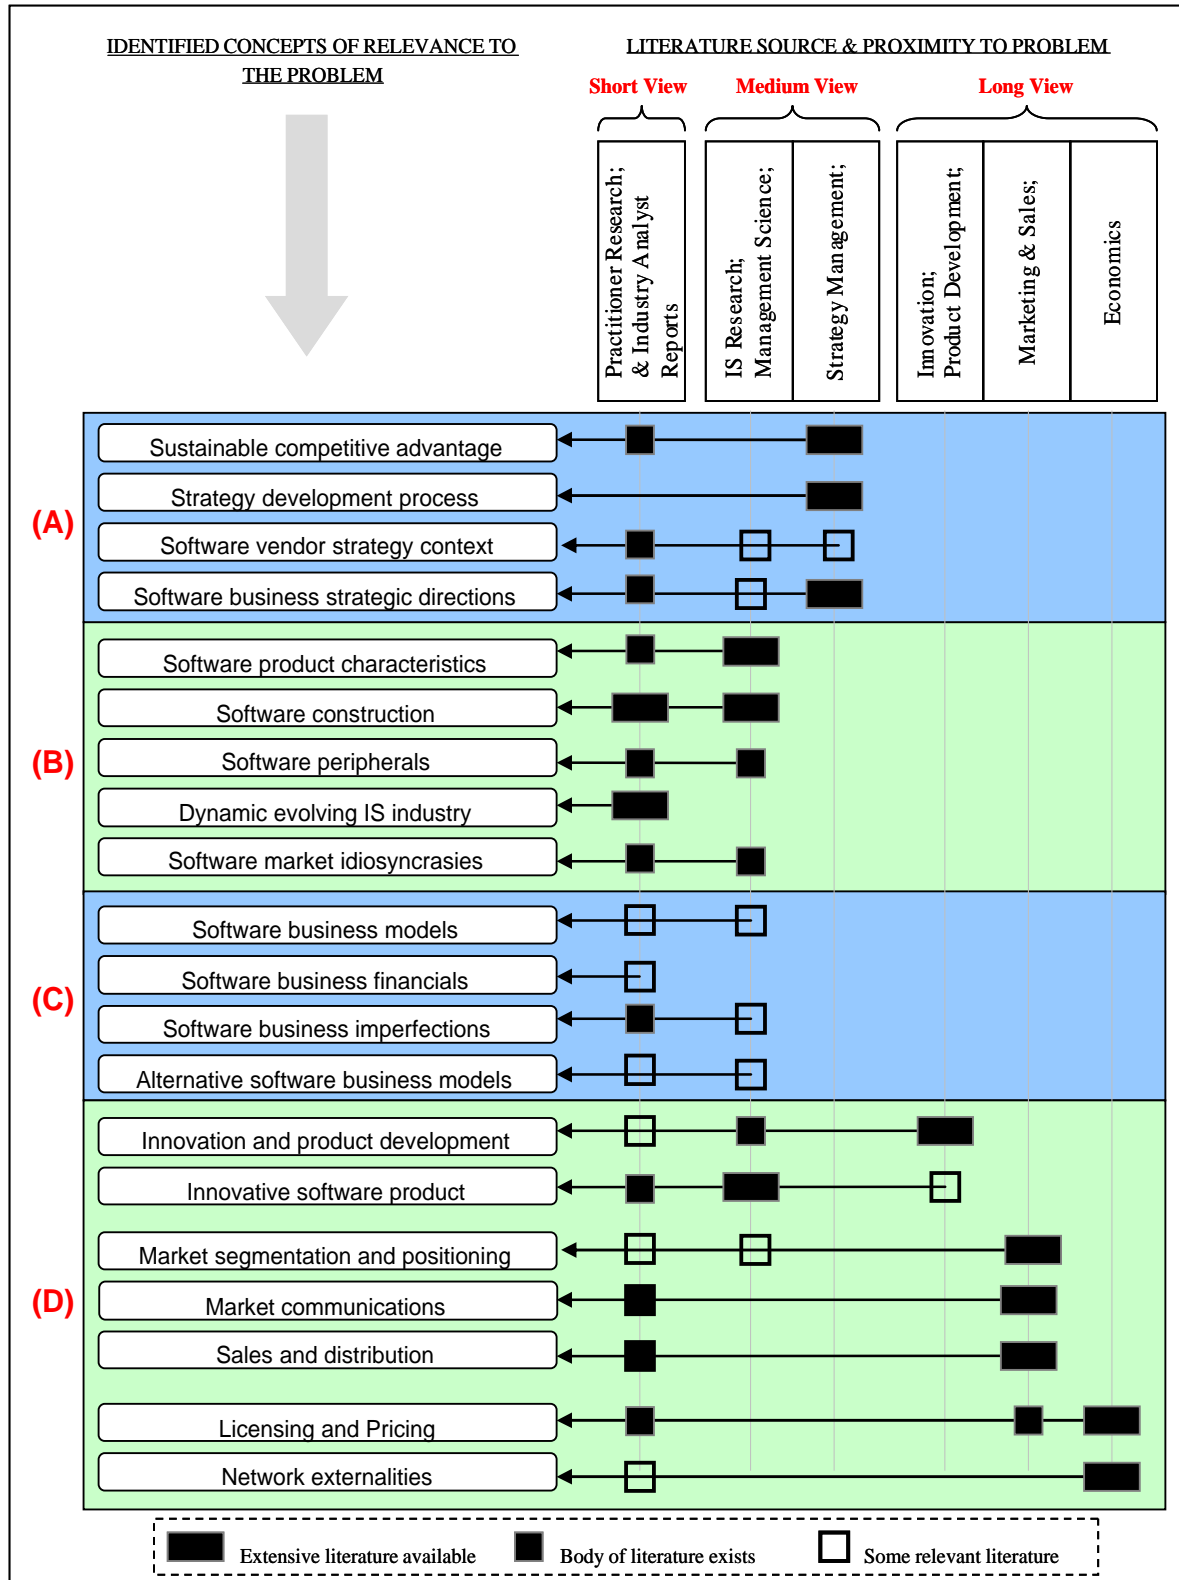 IDENTIFIED CONCEPTS OF RELEVANCE TO
THE PROBLEM
LITERATURE SOURCE & PROXIMITY TO PROBLEM
Short View
Medium View
Long View
Practitioner Research;
& Industry Analyst
Reports
IS Research;
Management Science;
Strategy Management;
Innovation;
Product Development;
Marketing & Sales;
Economics
(A)
Sustainable competitive advantage
Strategy development process
Software vendor strategy context
Software business strategic directions
(B)
Software product characteristics
Software construction
Software peripherals
Dynamic evolving IS industry
Software market idiosyncrasies
(C)
Software business models
Software business financials
Software business imperfections
Alternative software business models
(D)
Innovation and product development
Innovative software product
Market segmentation and positioning
Market communications
Sales and distribution
Licensing and Pricing
Network externalities
Extensive literature available
Body of literature exists
Some relevant literature